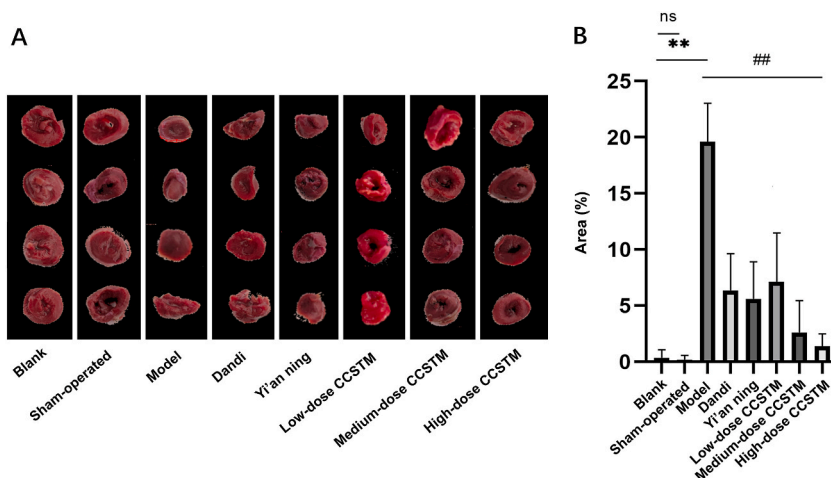 A
Blank
Sham-operated
Model
Dandi
Yi'an ning
Low-dose CCSTM
Medium-dose CCSTM
High-dose CCSTM
B
ns
**
##
Area (%)
25
20
15
10
5
0
Blank
Sham-operated
Model
Dandi
Yi'an ning
Low-dose CCSTM
Medium-dose CCSTM
High-dose CCSTM